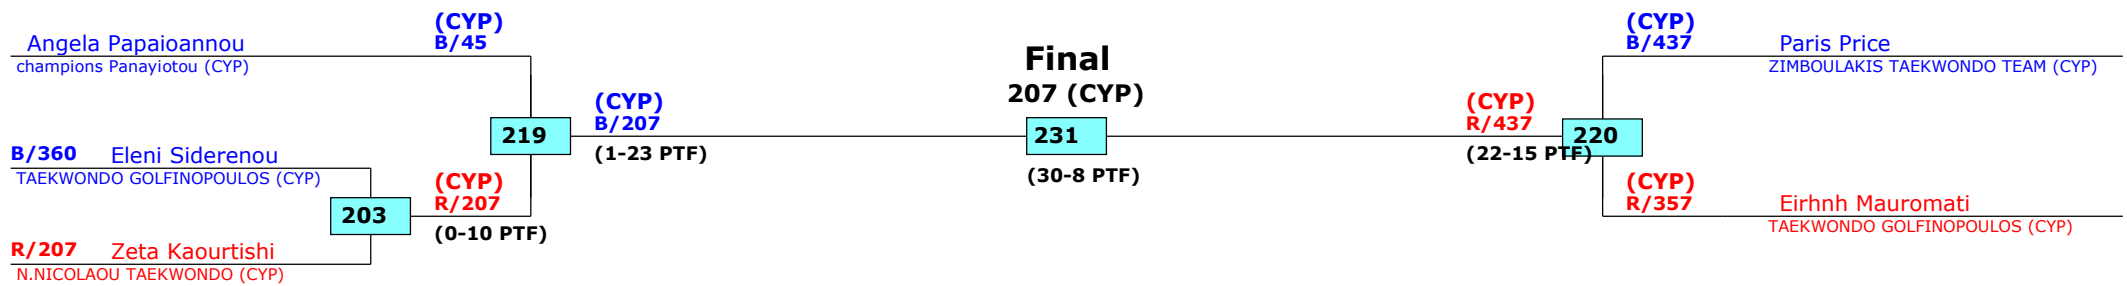 (CYP)
B/45
Angela Papaioannou
champions Panayiotou (CYP)
B/360 Eleni Siderenou
TAEKWONDO GOLFINOPOULOS (CYP)
203
R/207 Zeta Kaourtishi
N.NICOLAOU TAEKWONDO (CYP)
(CYP)
R/207
(0-10 PTF)
219
(CYP)
B/207
(1-23 PTF)
Final
207 (CYP)
231
(30-8 PTF)
(CYP)
R/437
(22-15 PTF)
220
(CYP)
B/437
Paris Price
ZIMBOULAKIS TAEKWONDO TEAM (CYP)
(CYP)
R/357
Eirhnh Mauromati
TAEKWONDO GOLFINOPOULOS (CYP)